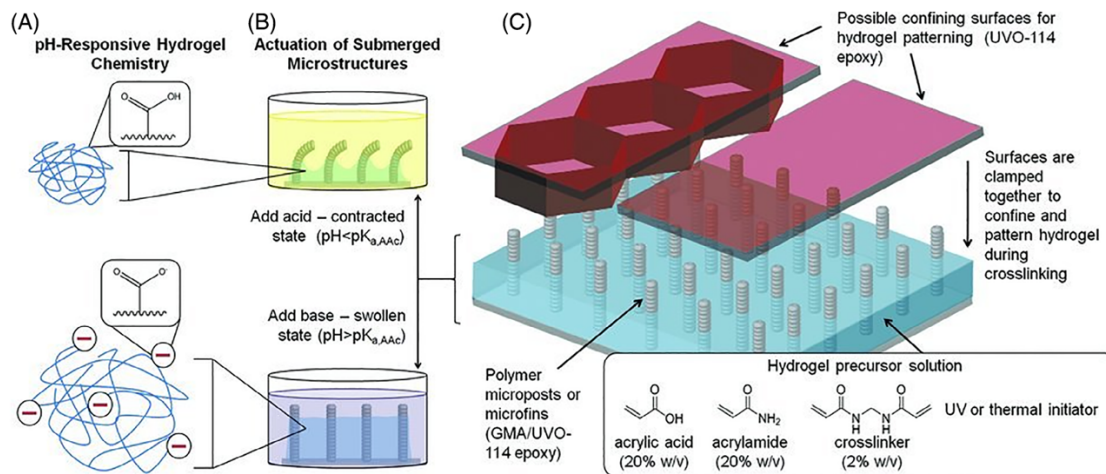 (A)
pH-Responsive Hydrogel
Chemistry
O
OH
O
O-
(B)
Actuation of Submerged
Microstructures
Add acid – contracted
state (pH<pKa,AAc)
Add base – swollen
state (pH>pKa,AAc)
(C)
Possible confining surfaces for
hydrogel patterning (UVO-114
epoxy)
Surfaces are
clamped
together to
confine and
pattern hydrogel
during
crosslinking
Polymer
microposts or
microfins
(GMA/UVO-
114 epoxy)
Hydrogel precursor solution
O
OH
acrylic acid
(20% w/v)
O
NH2
acrylamide
(20% w/v)
O O
N N
H H
crosslinker
(2% w/v)
UV or thermal initiator